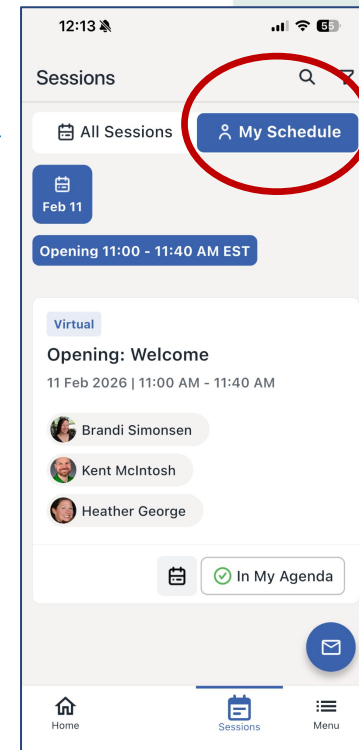 12:13
55
Sessions
All Sessions
My Schedule
Feb 11
Opening 11:00 - 11:40 AM EST
Virtual
Opening: Welcome
11 Feb 2026 | 11:00 AM - 11:40 AM
Brandi Simonsen
Kent McIntosh
Heather George
In My Agenda
Home
Sessions
Menu